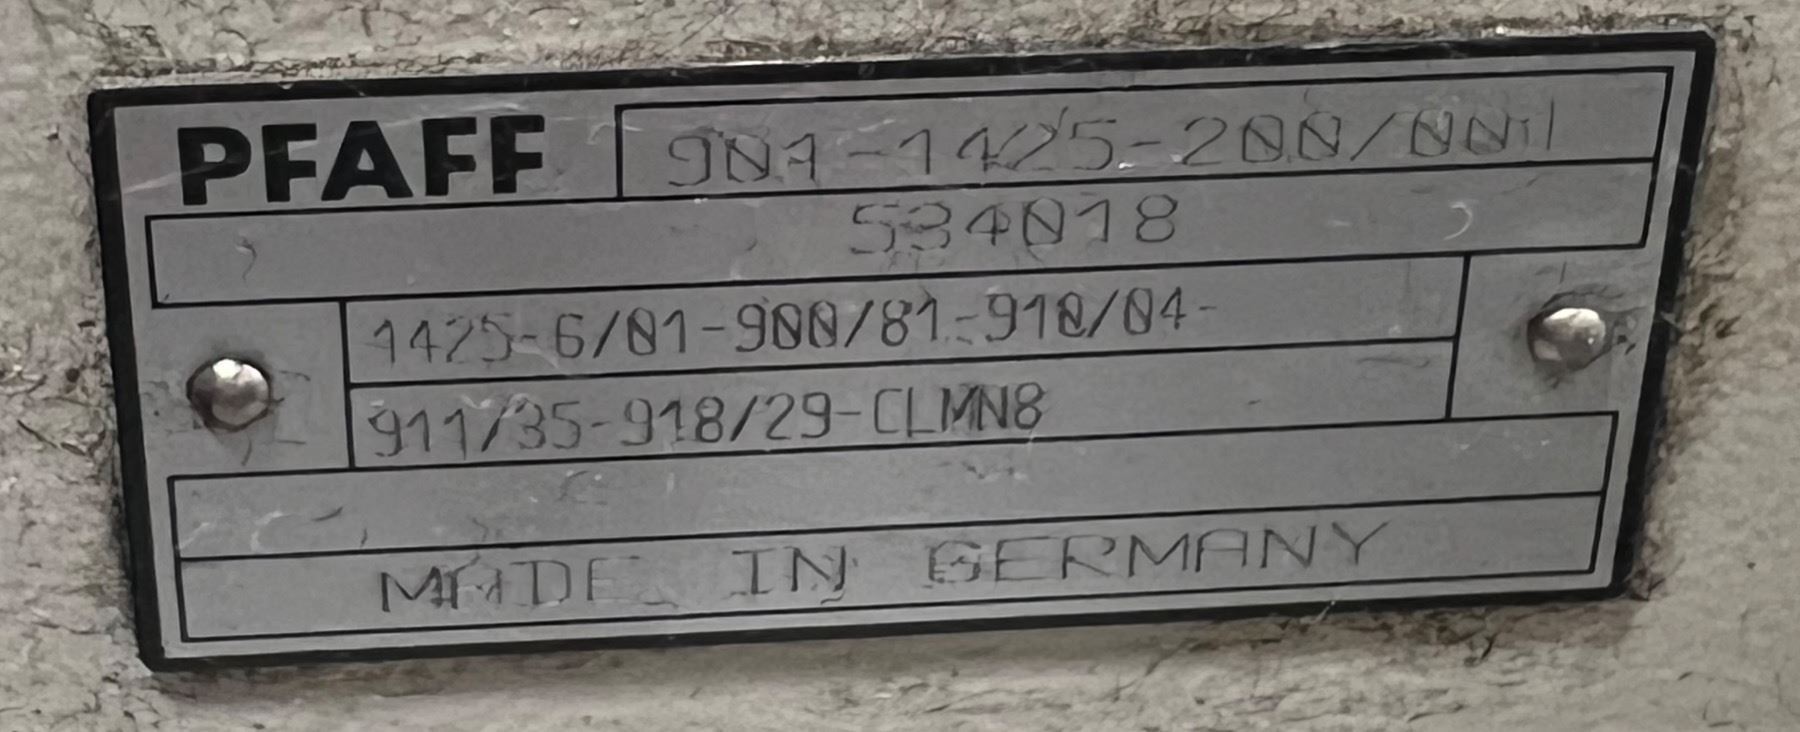 PFAFF 901-1425-200/001
534018
1425-6/01-900/81-910/04-
911/35-918/29-CLMN8
MADE IN GERMANY